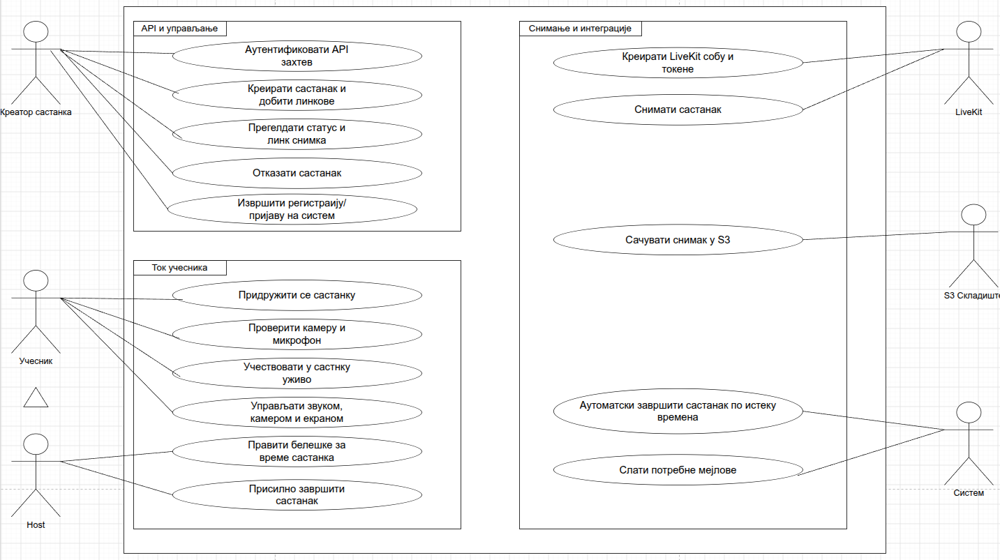 API и управљање
Аутентификовати API
захтев
Креирати састанак и
добити линкове
Прегелдати статус и
линк снимка
Отказати састанак
Извршити регистраију/
пријаву на систем
Креатор састанка
Ток учесника
Придружити се састанку
Проверити камеру и
микрофон
Учествовати у састнку
уживо
Управљати звуком,
камером и екраном
Правити белешке за
време састанка
Присилно завршити
састанак
Учесник
Host
Снимање и интеграције
Креирати LiveKit собу и
токене
Снимати састанак
Сачувати снимак у S3
Аутоматски завршити састанак по истеку
времена
Слати потребне мејлове
LiveKit
S3 Складиште
Систем